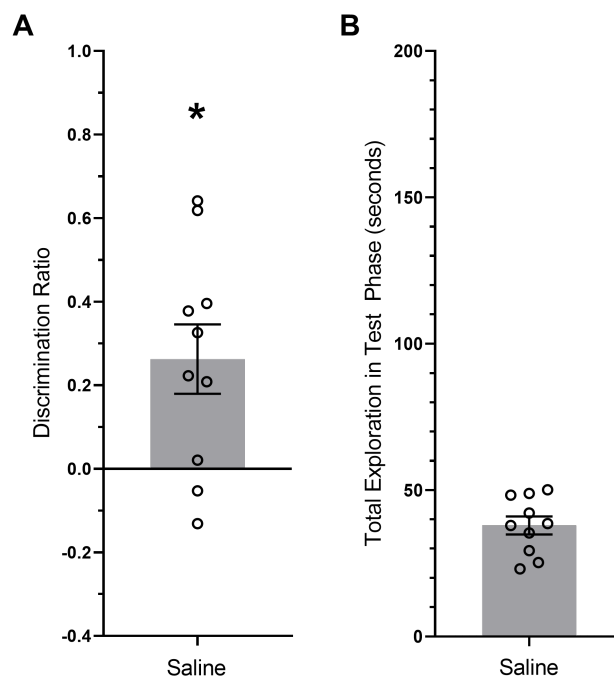 A
Discrimination Ratio
1.0
0.8
0.6
0.4
0.2
0.0
-0.2
-0.4
*
Saline
B
Total Exploration in Test Phase (seconds)
200
150
100
50
0
Saline